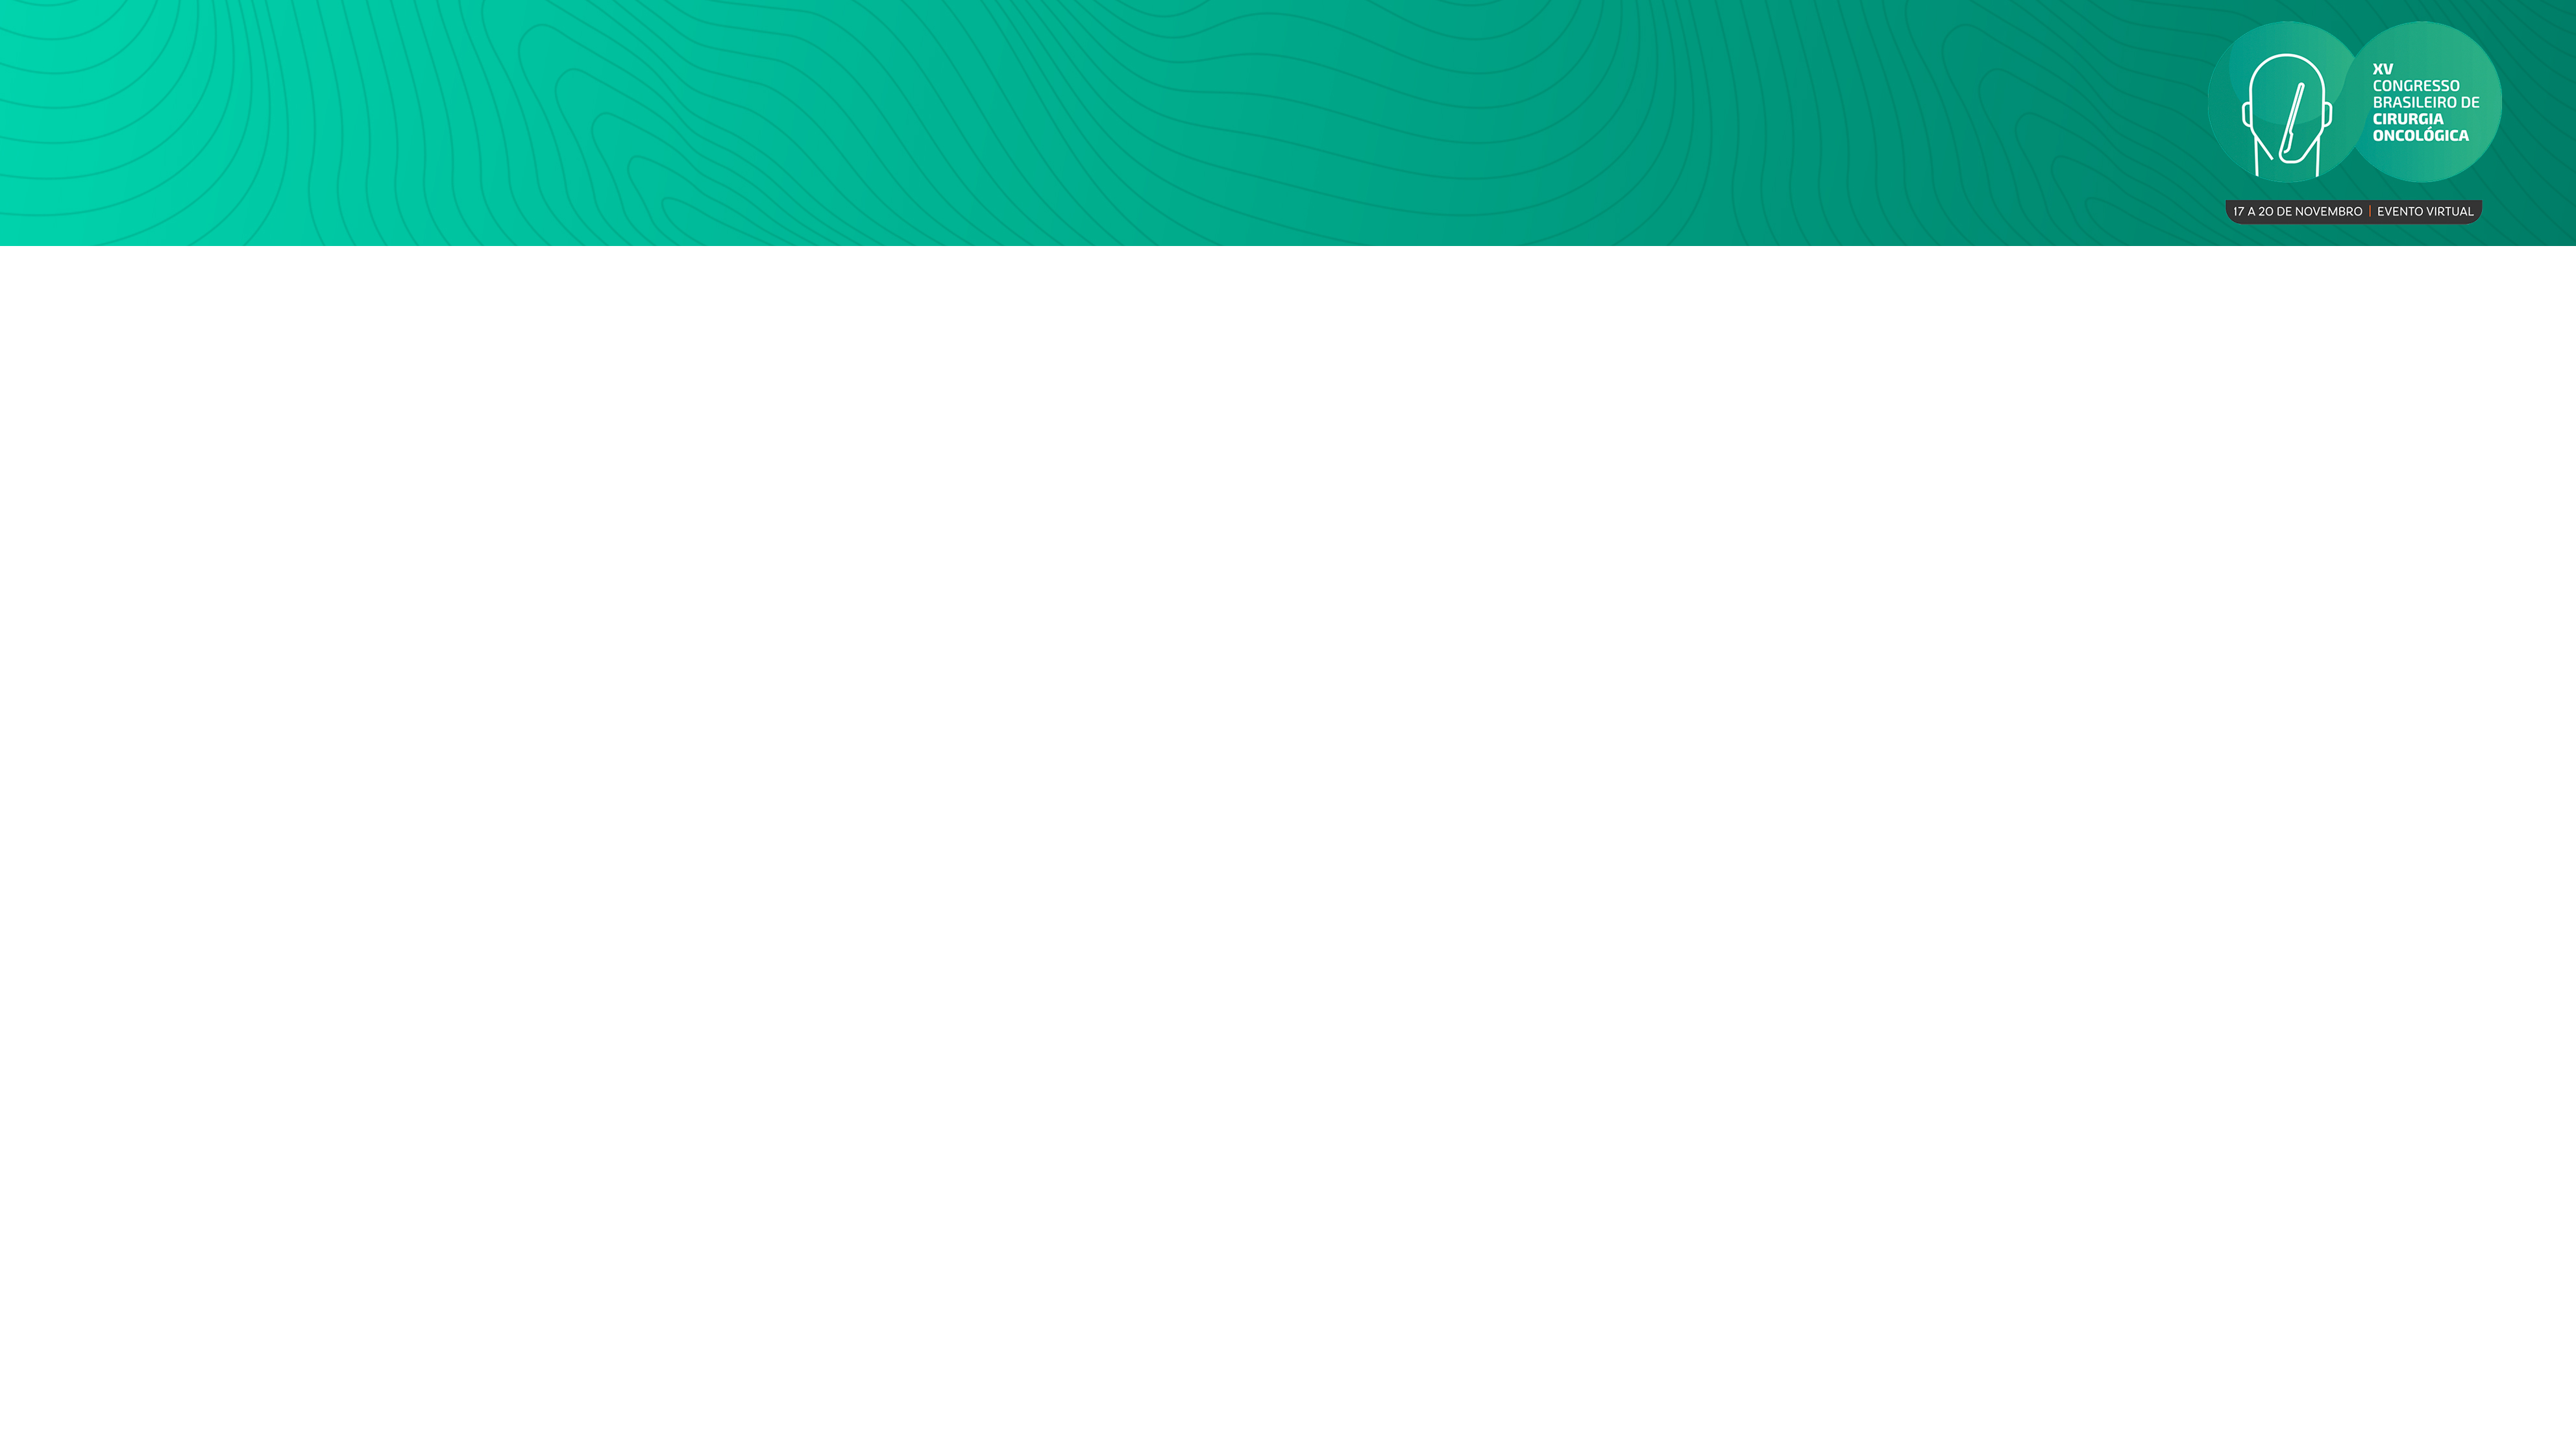 XV
CONGRESSO
BRASILEIRO DE
CIRURGIA
ONCOLÓGICA
17 A 20 DE NOVEMBRO | EVENTO VIRTUAL